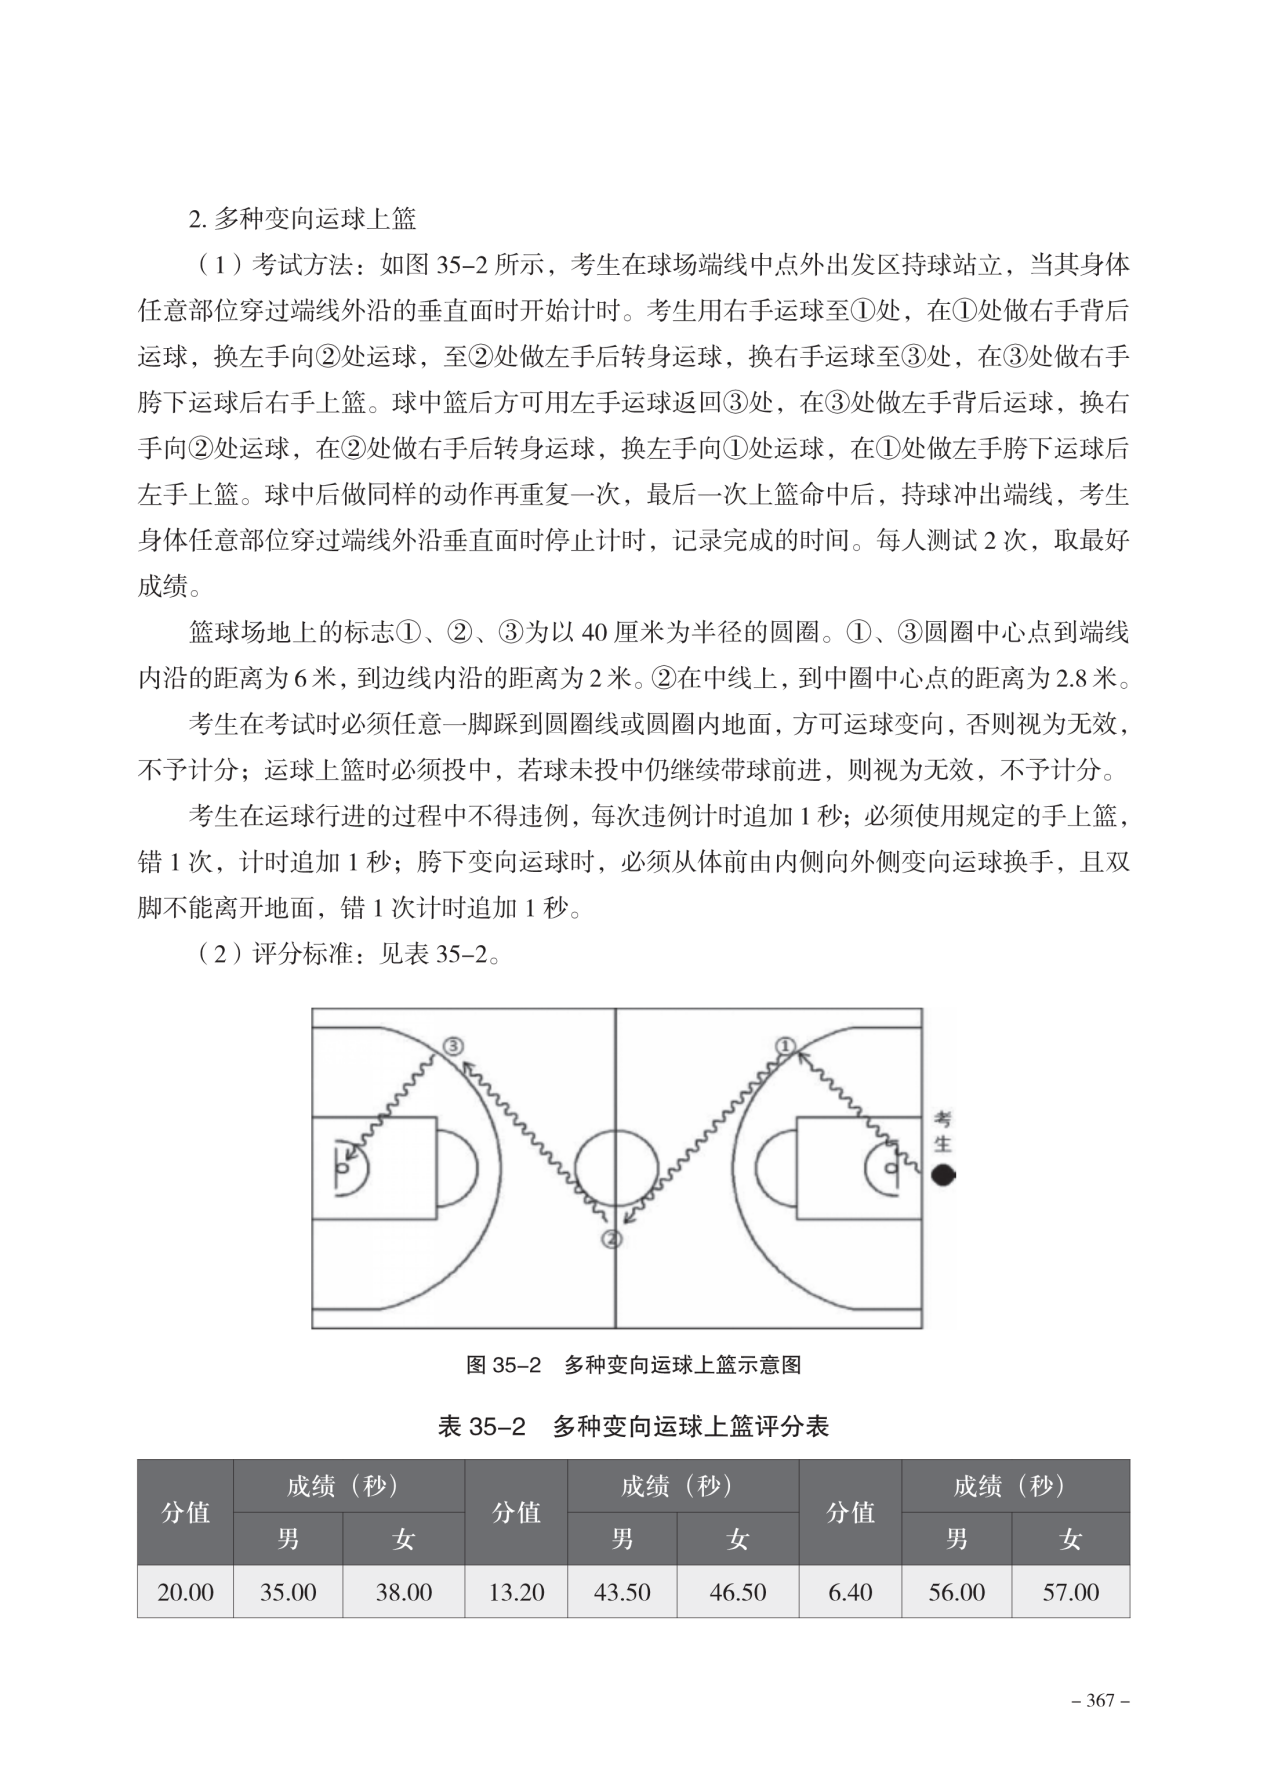 2. 多种变向运球上篮
（1）考试方法：如图 35–2 所示，考生在球场端线中点外出发区持球站立，当其身体
任意部位穿过端线外沿的垂直面时开始计时。考生用右手运球至①处，在①处做右手背后
运球，换左手向②处运球，至②处做左手后转身运球，换右手运球至③处，在③处做右手
胯下运球后右手上篮。球中篮后方可用左手运球返回③处，在③处做左手背后运球，换右
手向②处运球，在②处做右手后转身运球，换左手向①处运球，在①处做左手胯下运球后
左手上篮。球中后做同样的动作再重复一次，最后一次上篮命中后，持球冲出端线，考生
身体任意部位穿过端线外沿垂直面时停止计时，记录完成的时间。每人测试 2 次，取最好
成绩。
篮球场地上的标志①、②、③为以 40 厘米为半径的圆圈。①、③圆圈中心点到端线
内沿的距离为 6 米，到边线内沿的距离为 2 米。②在中线上，到中圈中心点的距离为 2.8 米。
考生在考试时必须任意一脚踩到圆圈线或圆圈内地面，方可运球变向，否则视为无效，
不予计分；运球上篮时必须投中，若球未投中仍继续带球前进，则视为无效，不予计分。
考生在运球行进的过程中不得违例，每次违例计时追加 1 秒；必须使用规定的手上篮，
错 1 次，计时追加 1 秒；胯下变向运球时，必须从体前由内侧向外侧变向运球换手，且双
脚不能离开地面，错 1 次计时追加 1 秒。
（2）评分标准：见表 35–2。
③ ①
考
生
②
图 35–2 多种变向运球上篮示意图
表 35–2 多种变向运球上篮评分表
分值 成绩（秒） 分值 成绩（秒） 分值 成绩（秒）
男 女 男 女 男 女
20.00 35.00 38.00 13.20 43.50 46.50 6.40 56.00 57.00
– 367 –